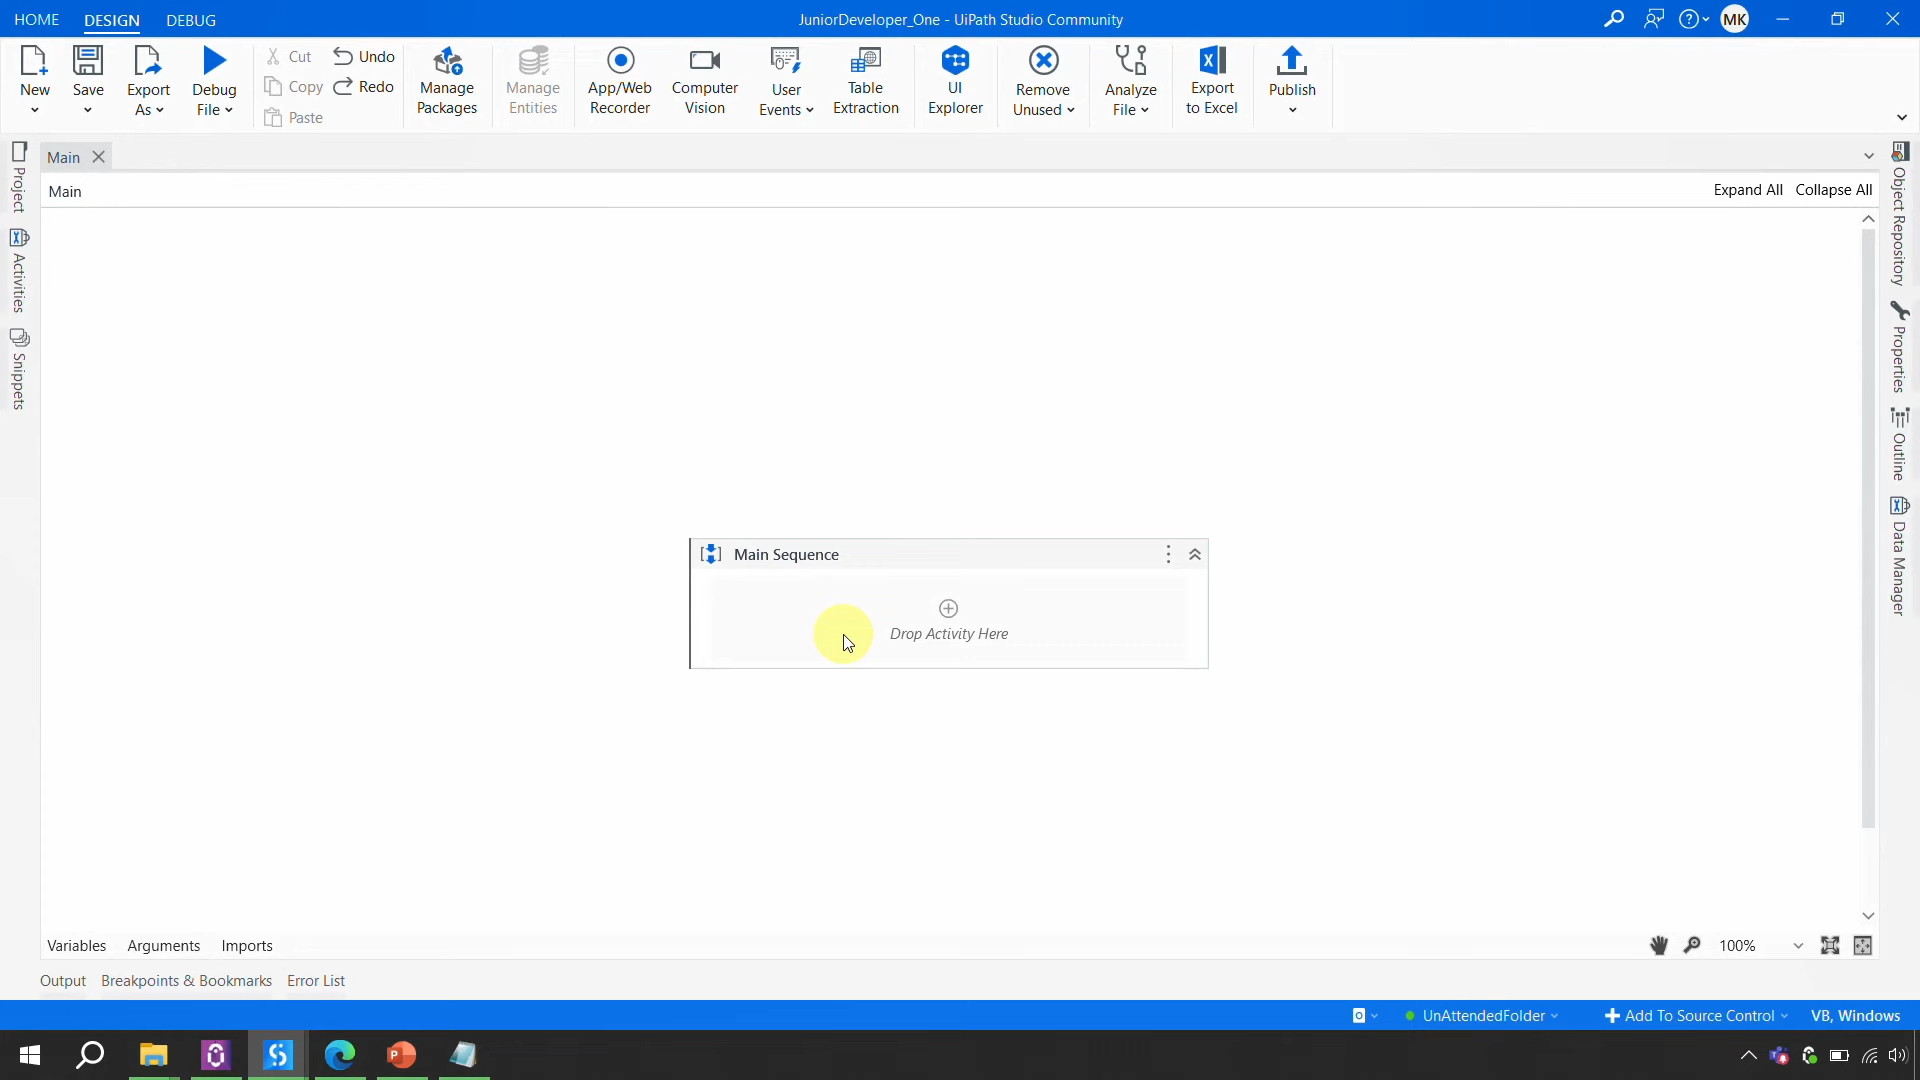 HOME DESIGN DEBUG JuniorDeveloper_One - UiPath Studio Community MK
New Save Export As Debug File Cut Copy Paste Undo Redo Manage Packages Manage Entities App/Web Recorder Computer Vision User Events Table Extraction UI Explorer Remove Unused Analyze File Export to Excel Publish
Main
Main Expand All Collapse All
Project
Activities
Snippets
Object Repository
Properties
Outline
Data Manager
Main Sequence
Drop Activity Here
Variables Arguments Imports 100%
Output Breakpoints & Bookmarks Error List
UnAttendedFolder Add To Source Control VB, Windows